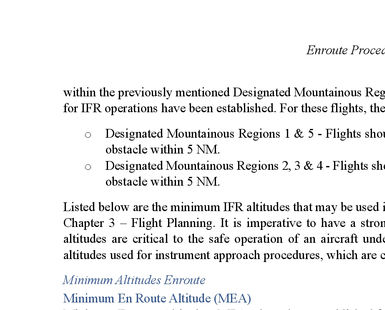 Enroute Proced
within the previously mentioned Designated Mountainous Reg
for IFR operations have been established. For these flights, the
o Designated Mountainous Regions 1 & 5 - Flights shou
obstacle within 5 NM.
o Designated Mountainous Regions 2, 3 & 4 - Flights sho
obstacle within 5 NM.
Listed below are the minimum IFR altitudes that may be used i
Chapter 3 – Flight Planning. It is imperative to have a stron
altitudes are critical to the safe operation of an aircraft unde
altitudes used for instrument approach procedures, which are c
Minimum Altitudes Enroute
Minimum En Route Altitude (MEA)